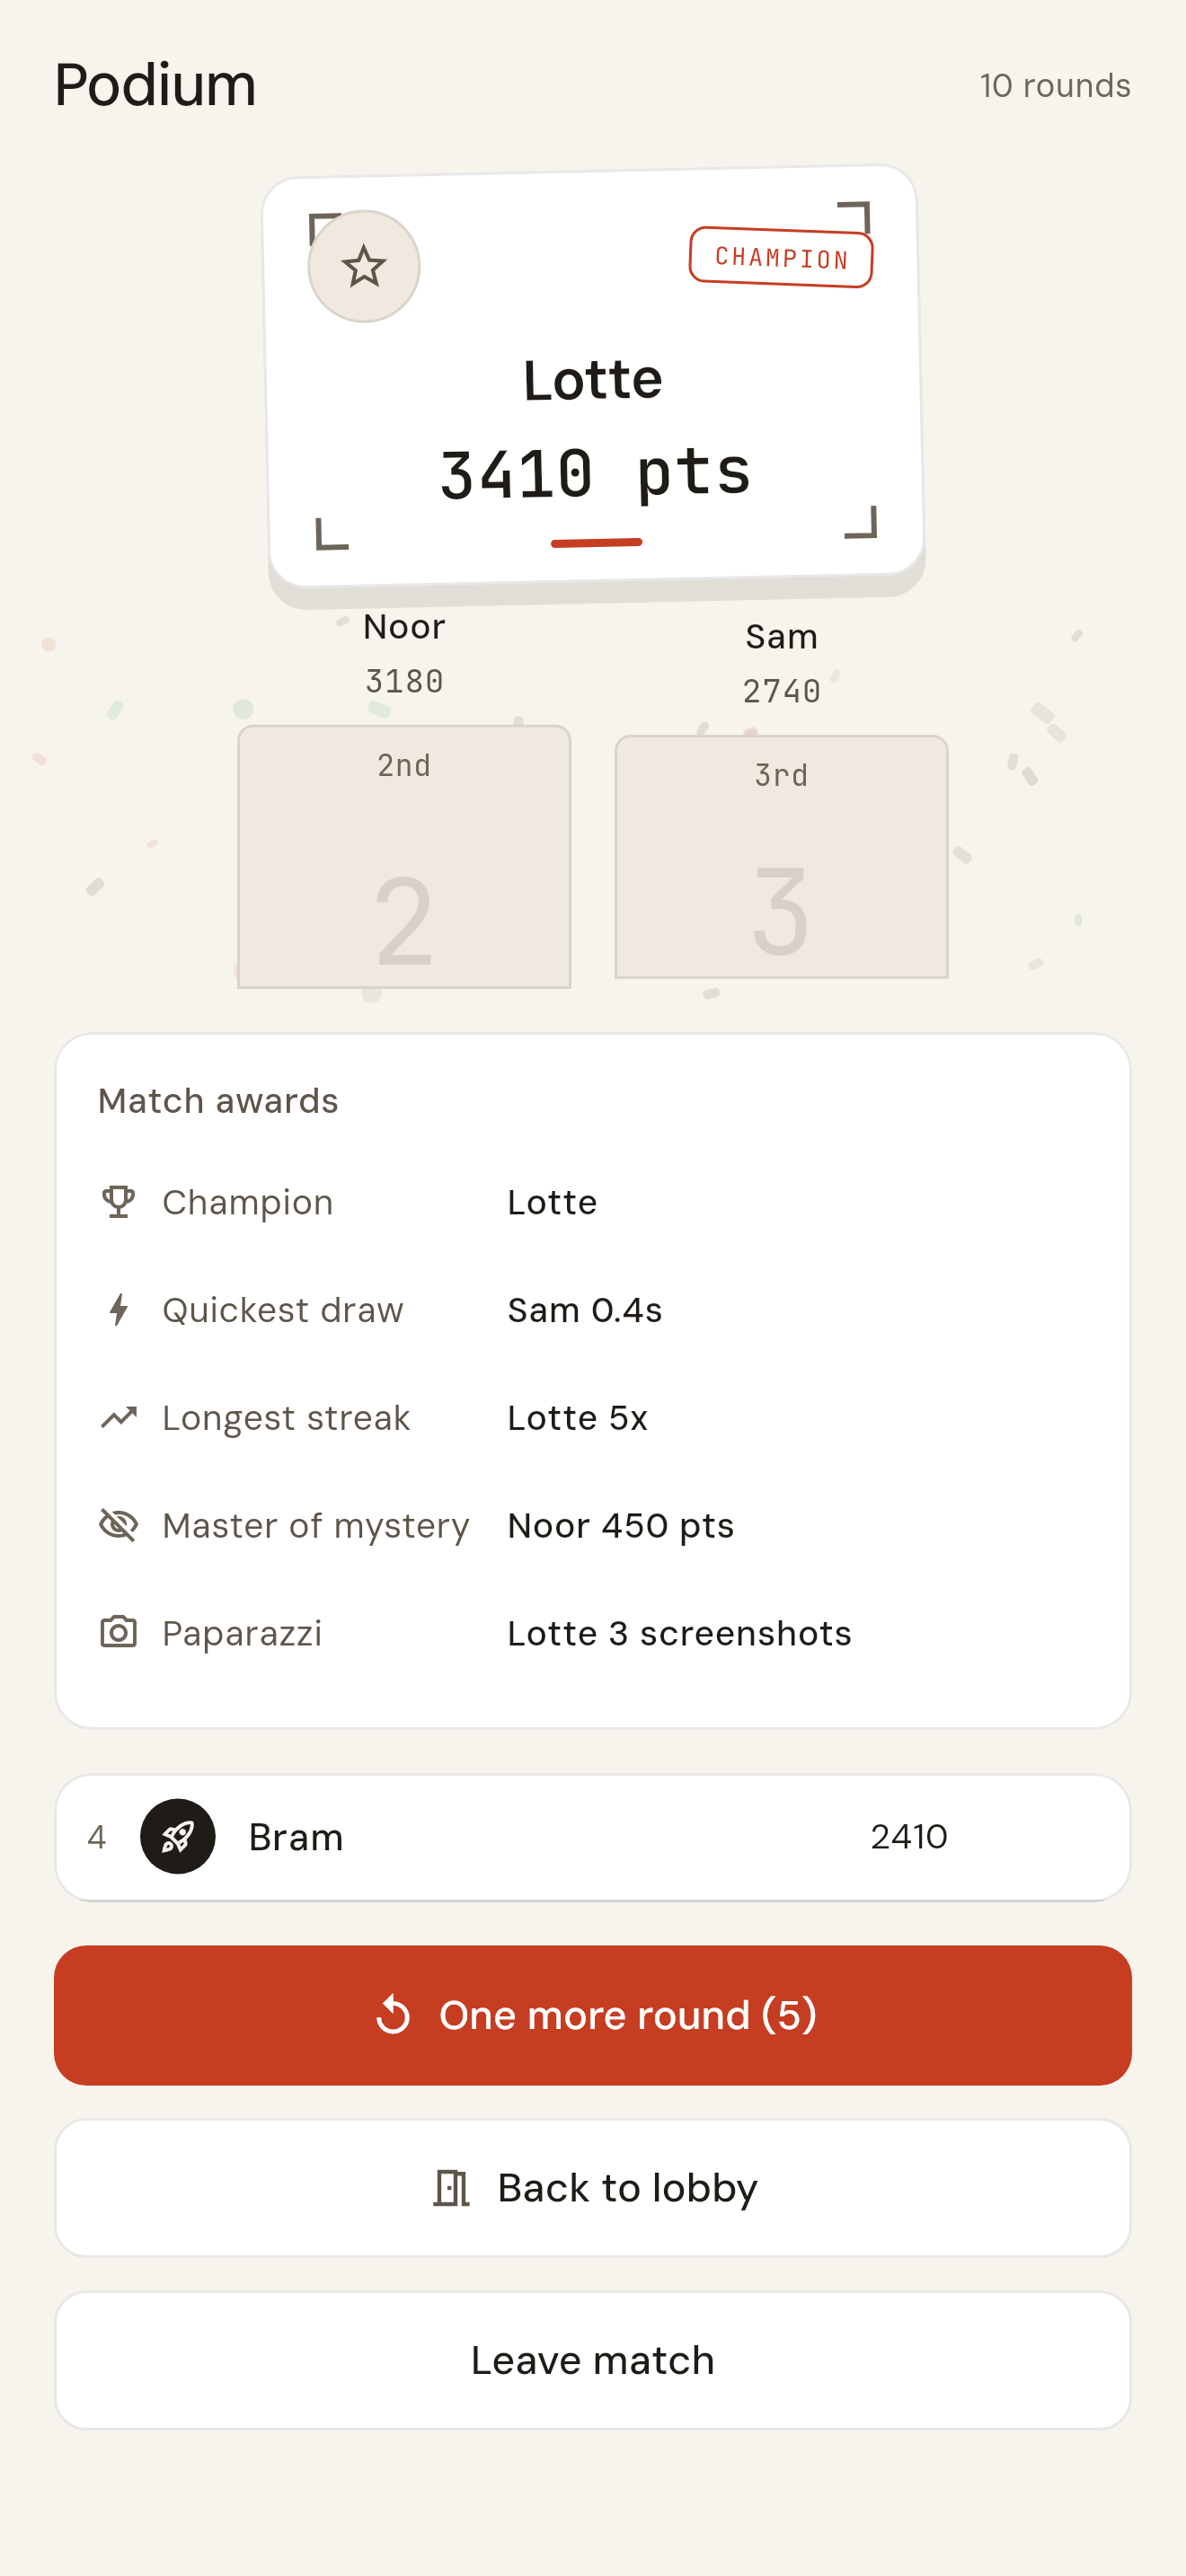 Podium
10 rounds
CHAMPION
Lotte
3410 pts
Noor
3180
Sam
2740
2nd
2
3rd
3
Match awards
Champion Lotte
Quickest draw Sam 0.4s
Longest streak Lotte 5x
Master of mystery Noor 450 pts
Paparazzi Lotte 3 screenshots
4 Bram 2410
One more round (5)
Back to lobby
Leave match